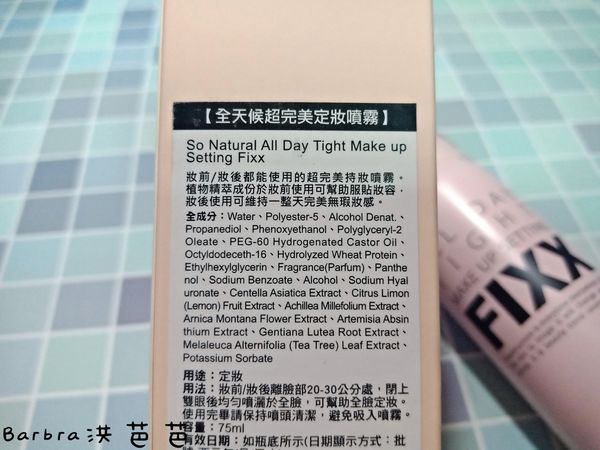 【全天候超完美定妝噴霧】
So Natural All Day Tight Make up
Setting Fixx
妝前/妝後都能使用的超完美持妝噴霧。
植物精萃成份於妝前使用可幫助服貼妝容，
妝後使用可維持一整天完美無瑕妝感。
全成分：Water、Polyester-5、Alcohol Denat.、
Propanediol、Phenoxyethanol、Polyglyceryl-2
Oleate、PEG-60 Hydrogenated Castor Oil、
Octyldodeceth-16、Hydrolyzed Wheat Protein、
Ethylhexylglycerin、Fragrance(Parfum)、Panthe
nol、Sodium Benzoate、Alcohol、Sodium Hyal
uronate、Centella Asiatica Extract、Citrus Limon
(Lemon) Fruit Extract、Achillea Millefolium Extract、
Arnica Montana Flower Extract、Artemisia Absin
thium Extract、Gentiana Lutea Root Extract、
Melaleuca Alternifolia (Tea Tree) Leaf Extract、
Potassium Sorbate
用途：定妝
用法：妝前/妝後離臉部20-30公分處，閉上
雙眼後均勻噴灑於全臉，可幫助全臉定妝。
使用完畢請保持噴頭清潔，避免吸入噴霧。
容量：75ml
有效日期：如瓶底所示(日期顯示方式：批
MAKE UP SETTING
FIXX
Barbra洪芭芭